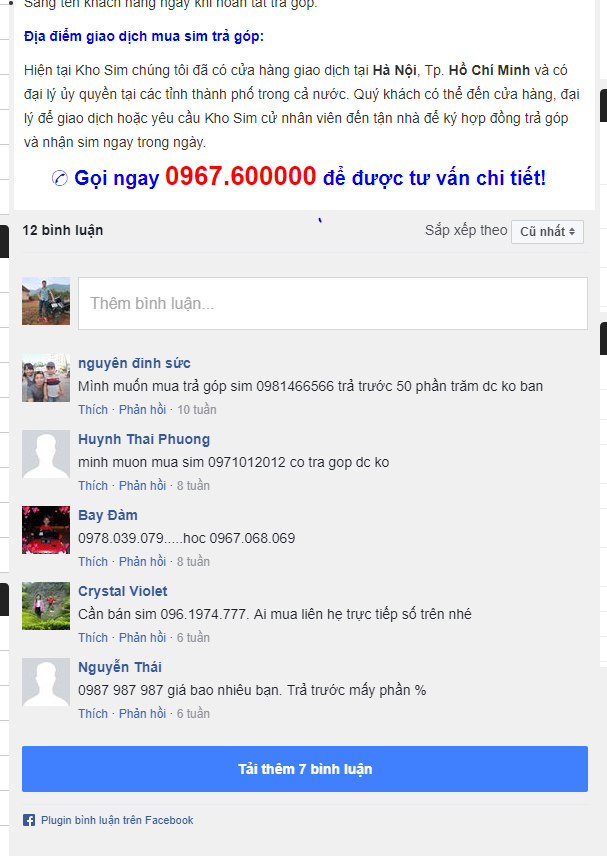 Sang tên khách hàng ngay khi hoàn tất trả góp.
Địa điểm giao dịch mua sim trả góp:
Hiện tại Kho Sim chúng tôi đã có cửa hàng giao dịch tại Hà Nội, Tp. Hồ Chí Minh và có
đại lý ủy quyền tại các tỉnh thành phố trong cả nước. Quý khách có thể đến cửa hàng, đại
lý để giao dịch hoặc yêu cầu Kho Sim cử nhân viên đến tận nhà để ký hợp đồng trả góp
và nhận sim ngay trong ngày.
✆ Gọi ngay 0967.600000 để được tư vấn chi tiết!
12 bình luận
Sắp xếp theo Cũ nhất
Thêm bình luận...
nguyên đinh sức
Mình muốn mua trả góp sim 0981466566 trả trước 50 phần trăm dc ko ban
Thích · Phản hồi · 10 tuần
Huynh Thai Phuong
minh muon mua sim 0971012012 co tra gop dc ko
Thích · Phản hồi · 8 tuần
Bay Đàm
0978.039.079.....hoc 0967.068.069
Thích · Phản hồi · 8 tuần
Crystal Violet
Cần bán sim 096.1974.777. Ai mua liên hệ trực tiếp số trên nhé
Thích · Phản hồi · 6 tuần
Nguyễn Thái
0987 987 987 giá bao nhiêu bạn. Trả trước mấy phần %
Thích · Phản hồi · 6 tuần
Tải thêm 7 bình luận
Plugin bình luận trên Facebook